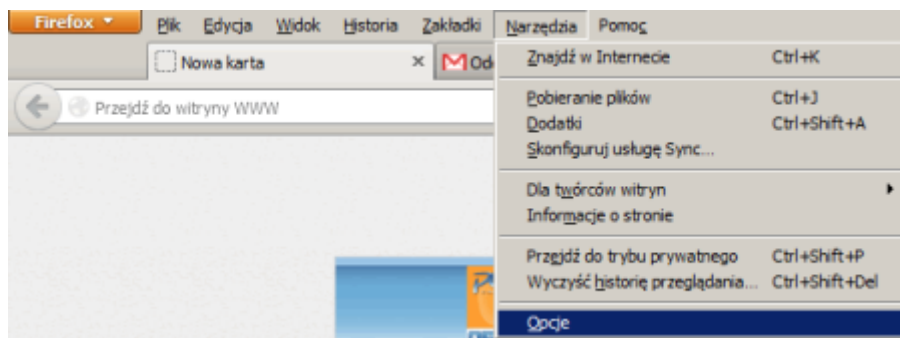 Firefox
Plik Edycja Widok Historia Zakładki Narzędzia Pomoc
Nowa karta
Przejdź do witryny WWW
Znajdź w Internecie Ctrl+K
Pobieranie plików Ctrl+J
Dodatki Ctrl+Shift+A
Skonfiguruj usługę Sync...
Dla twórców witryn
Informacje o stronie
Przejdź do trybu prywatnego Ctrl+Shift+P
Wyczyść historię przeglądania... Ctrl+Shift+Del
Opcje